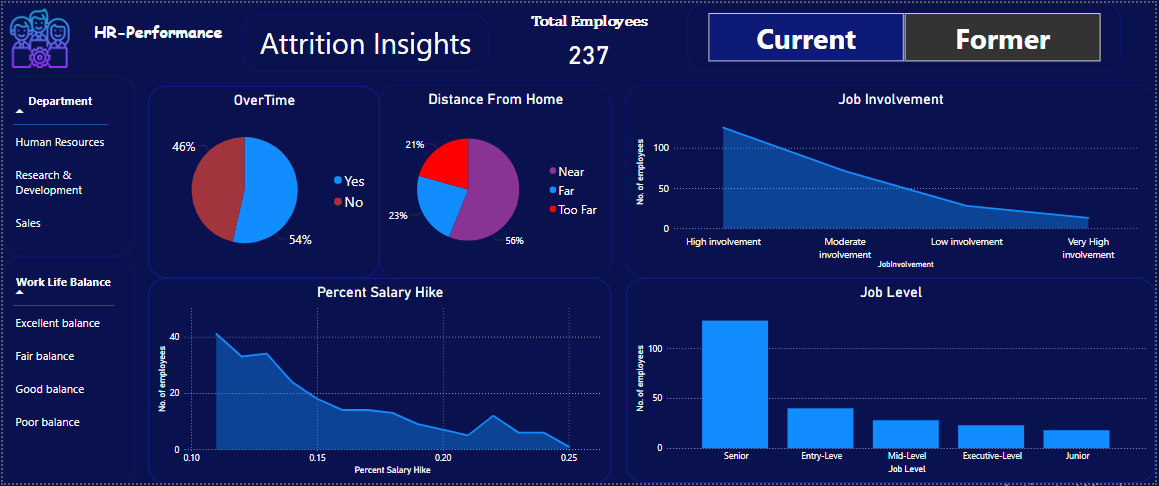 HR-Performance
Attrition Insights
Total Employees
237
Current
Former
Department
Human Resources
Research &
Development
Sales
Work Life Balance
Excellent balance
Fair balance
Good balance
Poor balance
OverTime
46%
54%
Yes
No
Distance From Home
21%
23%
56%
Near
Far
Too Far
Job Involvement
No. of employees
100
50
0
High involvement
Moderate
involvement
Low involvement
Very High
involvement
JobInvolvement
Percent Salary Hike
No. of employees
40
20
0
0.10
0.15
0.20
0.25
Percent Salary Hike
Job Level
No. of employees
100
50
0
Senior
Entry-Leve
Mid-Level
Executive-Level
Junior
Job Level